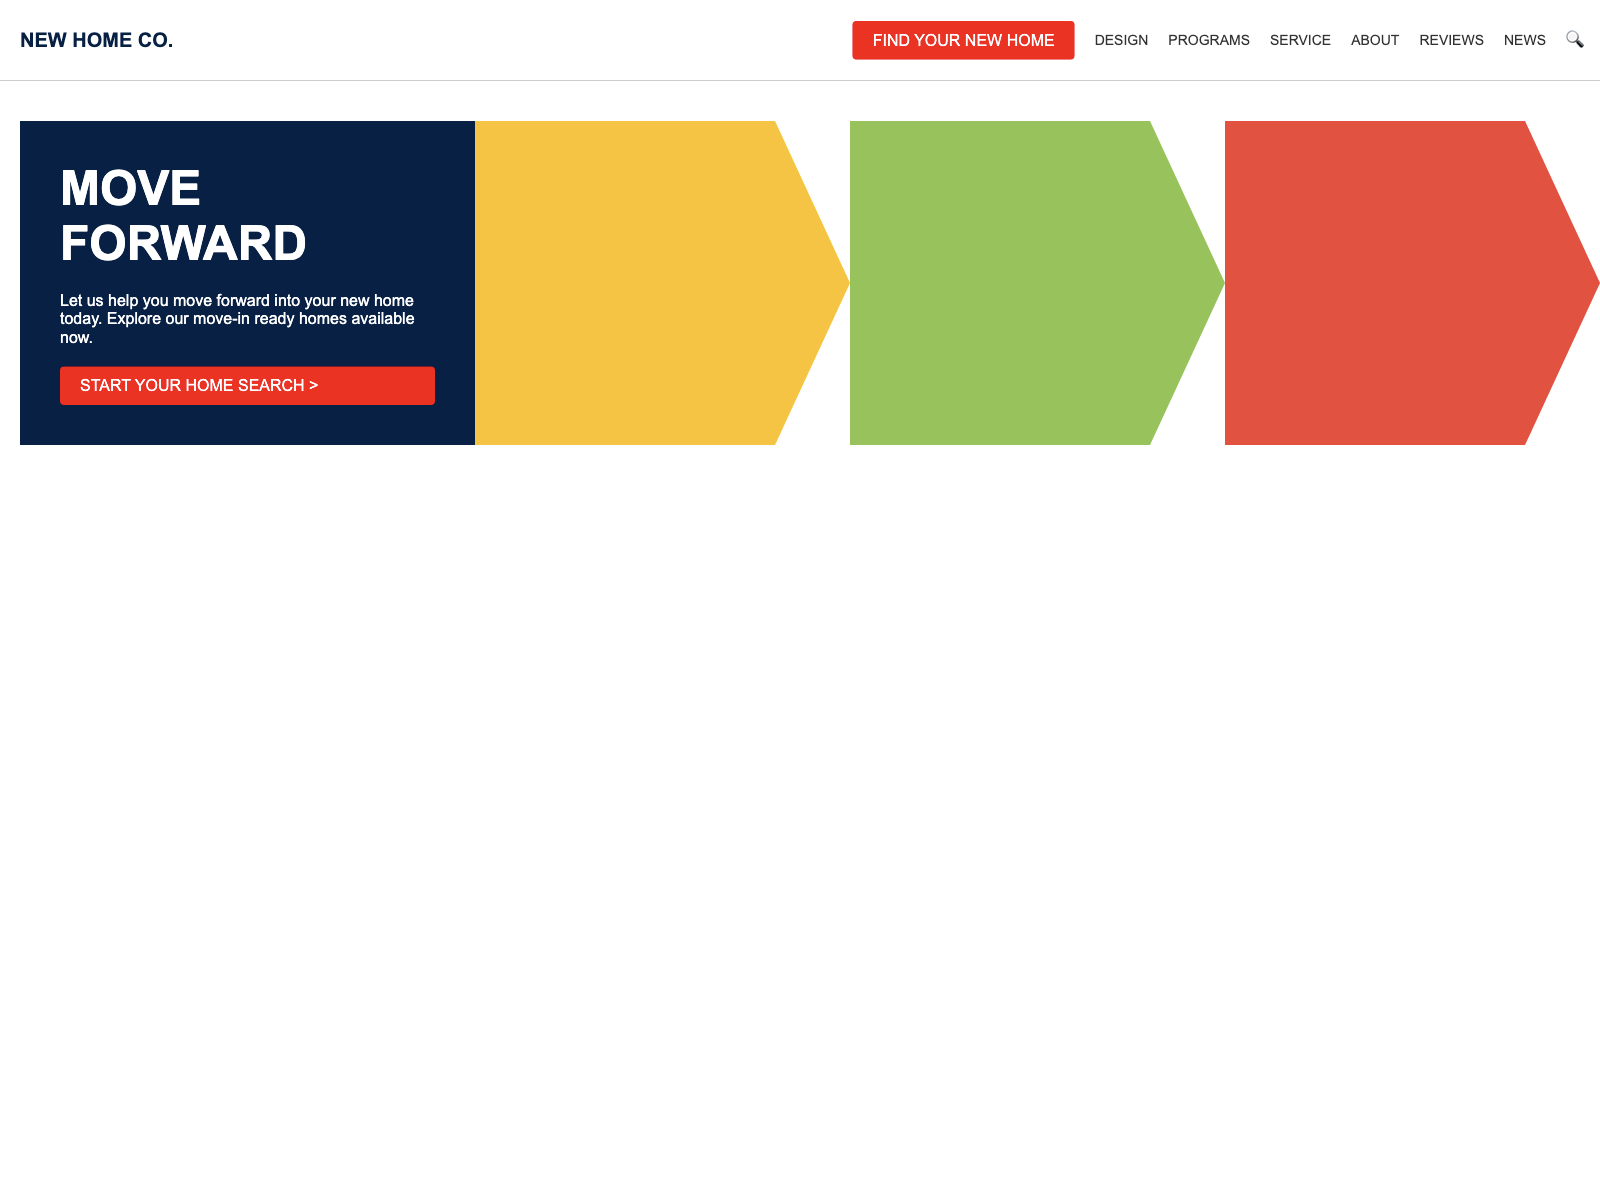 NEW HOME CO.
FIND YOUR NEW HOME
DESIGN
PROGRAMS
SERVICE
ABOUT
REVIEWS
NEWS
MOVE
FORWARD
Let us help you move forward into your new home
today. Explore our move-in ready homes available
now.
START YOUR HOME SEARCH >